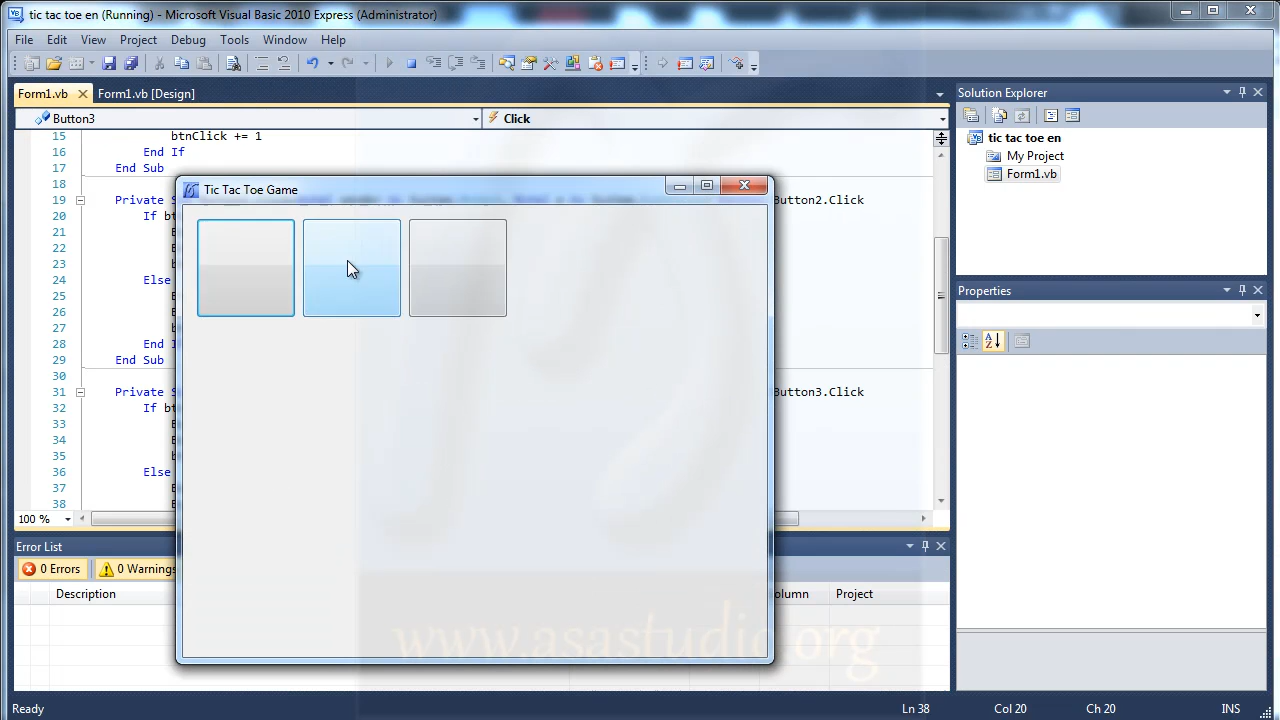 tic tac toe en (Running) - Microsoft Visual Basic 2010 Express (Administrator)
File Edit View Project Debug Tools Window Help
Form1.vb Form1.vb [Design]
Button3 Click
15 btnClick += 1
16 End If
17 End Sub
18
19 Private Button2.Click
20 If
21
22
23
24 Else
25
26
27
28 End
29 End Sub
30
31 Private Button3.Click
32 If
33
34
35
36 Else
37
38
100 %
Tic Tac Toe Game
Solution Explorer
tic tac toe en
My Project
Form1.vb
Properties
Error List
0 Errors 0 Warnings
Description Project
www.asastudio.org
Ready Ln 38 Col 20 Ch 20 INS